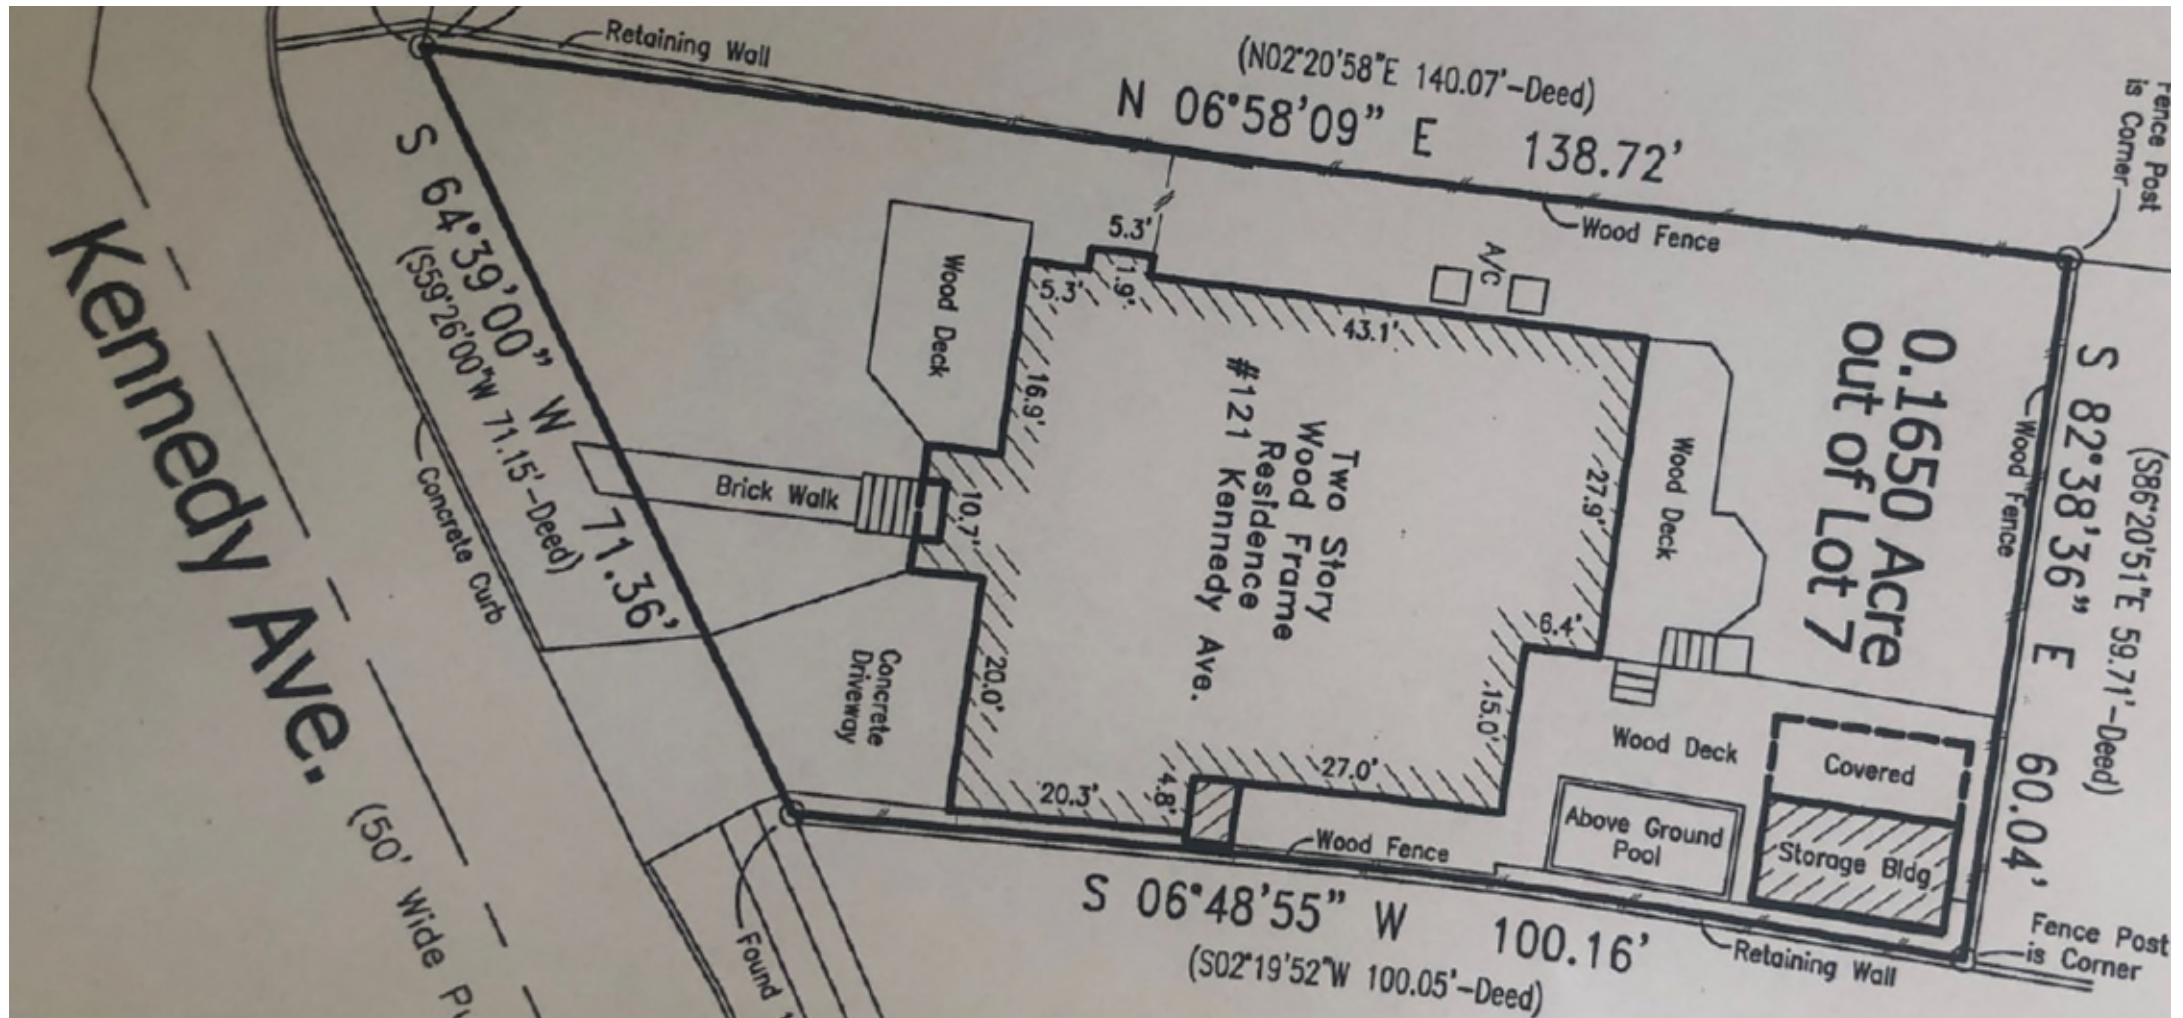 Retaining Wall
(N02°20'58"E 140.07'-Deed)
N 06°58'09" E 138.72'
Fence Post
is Corner
Wood Fence
S 64°39'00" W 71.36'
(S59°26'00"W 71.15'-Deed)
Kennedy Ave. (50' Wide
Concrete Curb
Wood Deck
5.3'
5.3'
1.9'
43.1'
A/C
16.9'
10.7'
20.0'
20.3'
4.8'
27.0'
15.0'
6.4'
27.9'
Brick Walk
Two Story
Wood Frame
Residence
#121 Kennedy Ave.
Wood Deck
0.1650 Acre
out of Lot 7
Wood Fence
S 82°38'36" E 60.04'
(S86°20'51"E 59.71'-Deed)
Concrete
Driveway
Wood Deck
Covered
Above Ground
Pool
Storage Bldg
Wood Fence
S 06°48'55" W 100.16'
(S02°19'52"W 100.05'-Deed)
Retaining Wall
Fence Post
is Corner
Found